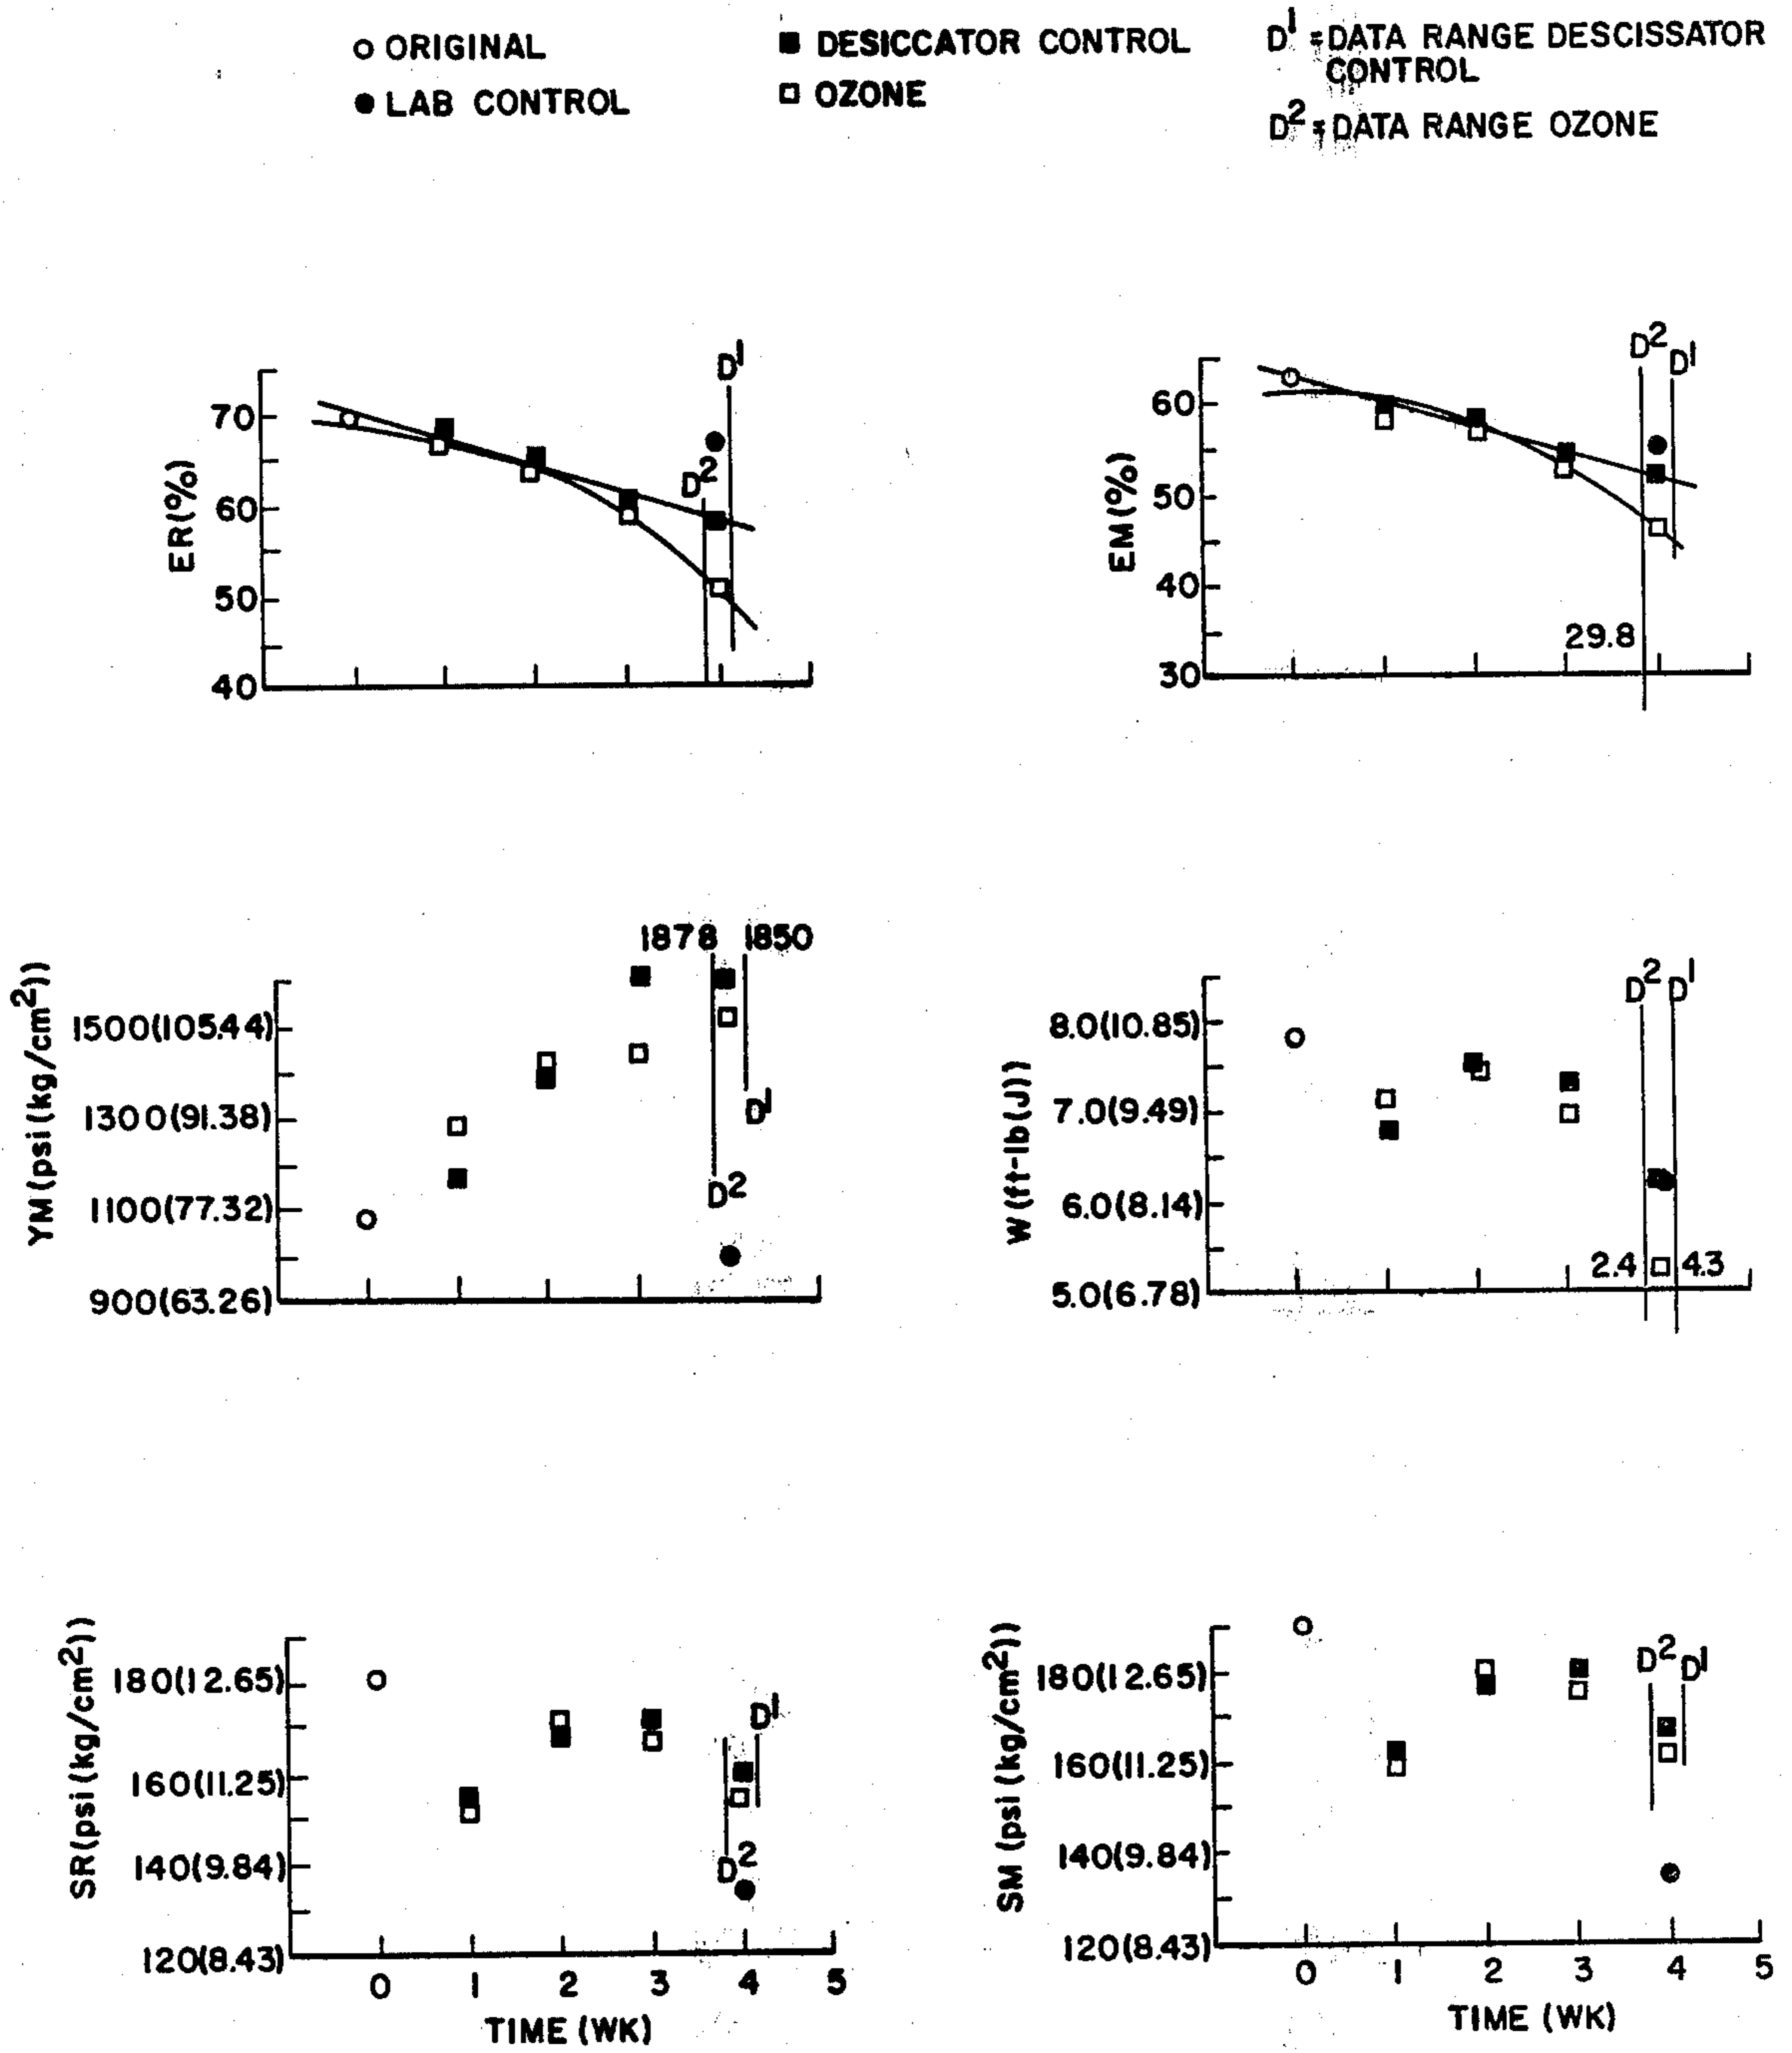 ○ ORIGINAL
● LAB CONTROL
■ DESICCATOR CONTROL
□ OZONE
D¹ = DATA RANGE DESCISSATOR
CONTROL
D² = DATA RANGE OZONE
ER(%)
70
60
50
40
D¹
D²
EM(%)
60
50
40
30
D²
D¹
29.8
YM(psi(kg/cm²))
1500(105.44)
1300(91.38)
1100(77.32)
900(63.26)
1878
1850
D¹
D²
W(ft-lb(J))
8.0(10.85)
7.0(9.49)
6.0(8.14)
5.0(6.78)
D²
D¹
2.4
4.3
SR(psi(kg/cm²))
180(12.65)
160(11.25)
140(9.84)
120(8.43)
D¹
D²
0 1 2 3 4 5
TIME (WK)
SM (psi(kg/cm²))
180(12.65)
160(11.25)
140(9.84)
120(8.43)
D²
D¹
0 1 2 3 4 5
TIME (WK)